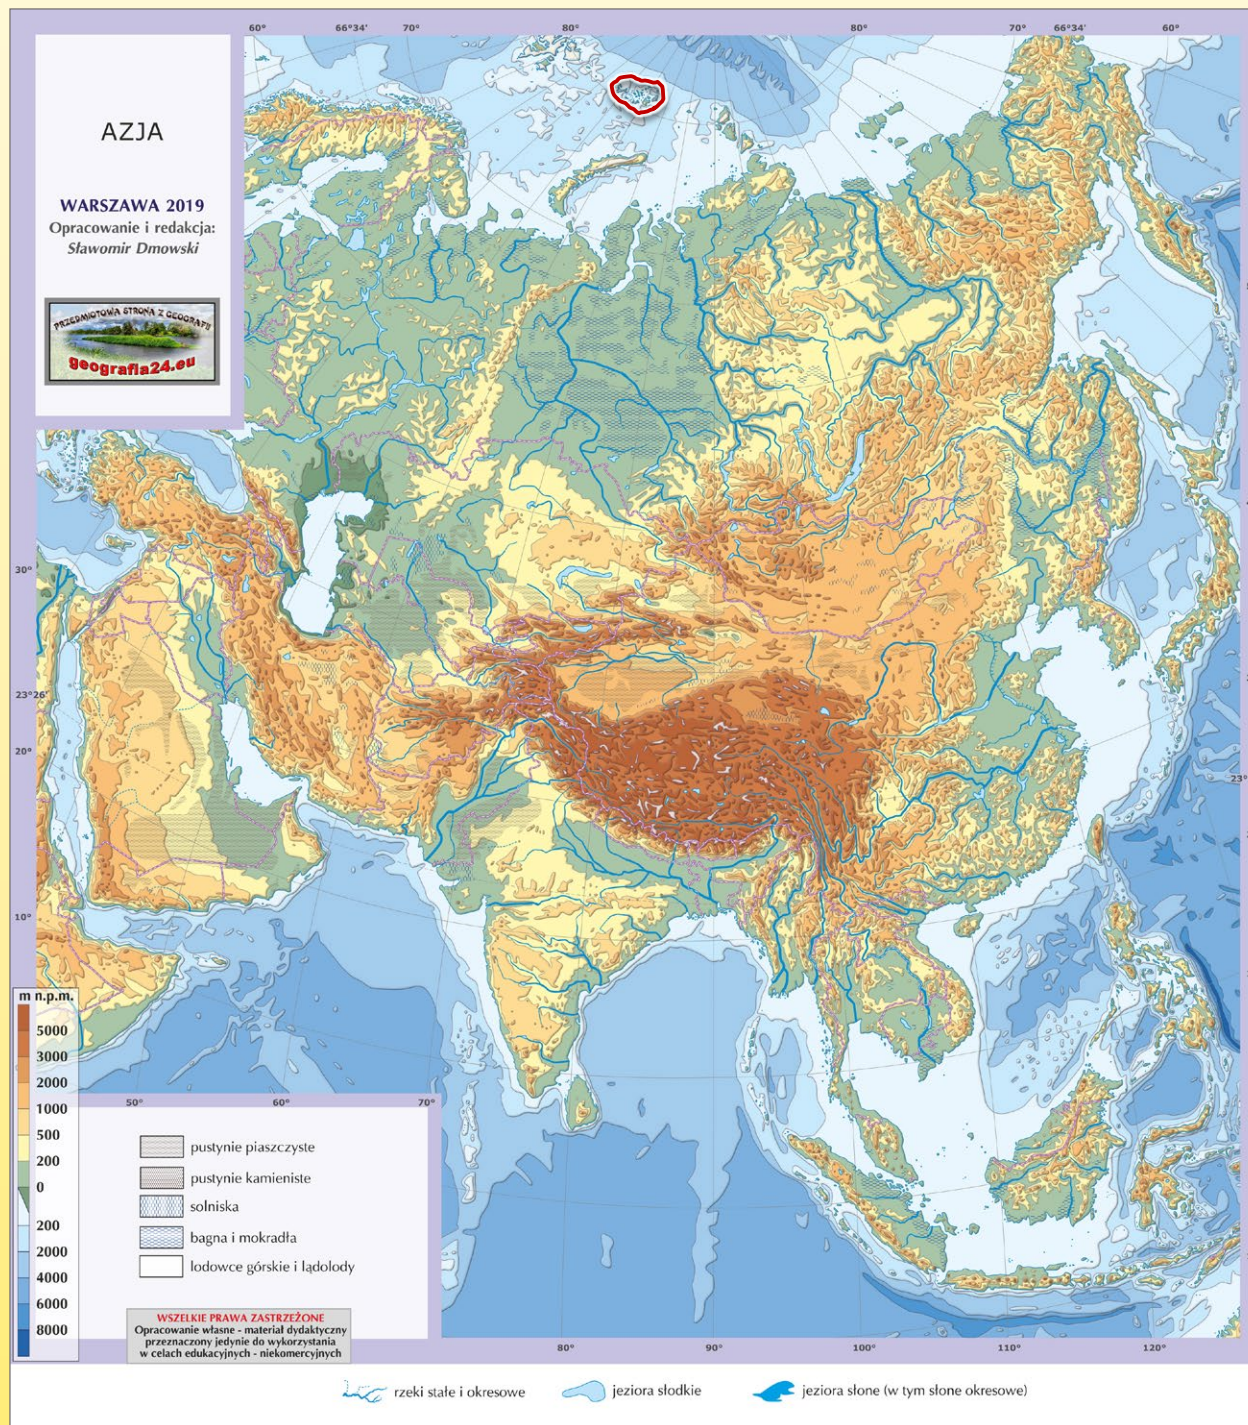 60° 66°34' 70° 80° 80° 70° 66°34' 60°
AZJA
WARSZAWA 2019
Opracowanie i redakcja:
Sławomir Dmowski
PRZEDMIOTOWA STRONA Z GEOGRAFII
geografia24.eu
30°
23°26'
20°
23°
10°
m n.p.m.
5000
3000
2000
1000
500
200
0
200
2000
4000
6000
8000
50° 60° 70°
pustynie piaszczyste
pustynie kamieniste
solniska
bagna i mokradła
lodowce górskie i lądolody
WSZELKIE PRAWA ZASTRZEŻONE
Opracowanie własne - materiał dydaktyczny
przeznaczony jedynie do wykorzystania
w celach edukacyjnych - niekomercyjnych
80° 90° 100° 110° 120°
rzeki stałe i okresowe jeziora słodkie jeziora słone (w tym słone okresowe)